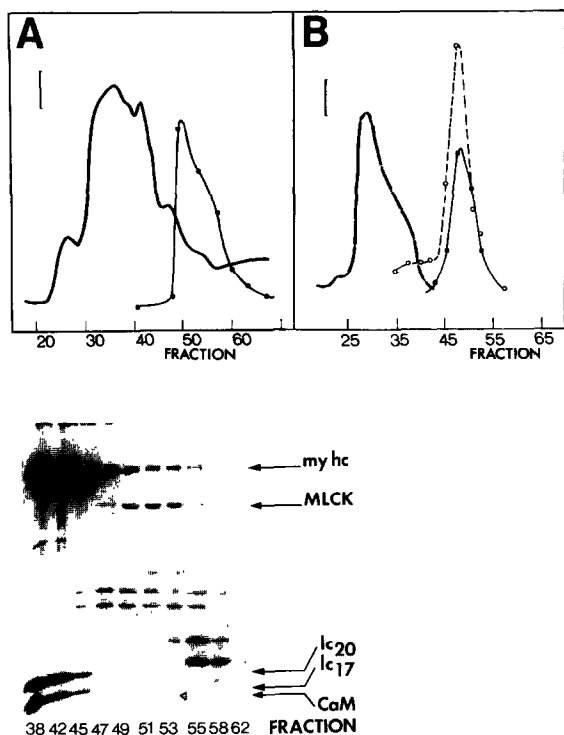 A B
20 30 40 50 60
FRACTION
25 35 45 55 65
FRACTION
my hc
MLCK
lc20
lc17
CaM
38 42 45 47 49 51 53 55 58 62 FRACTION